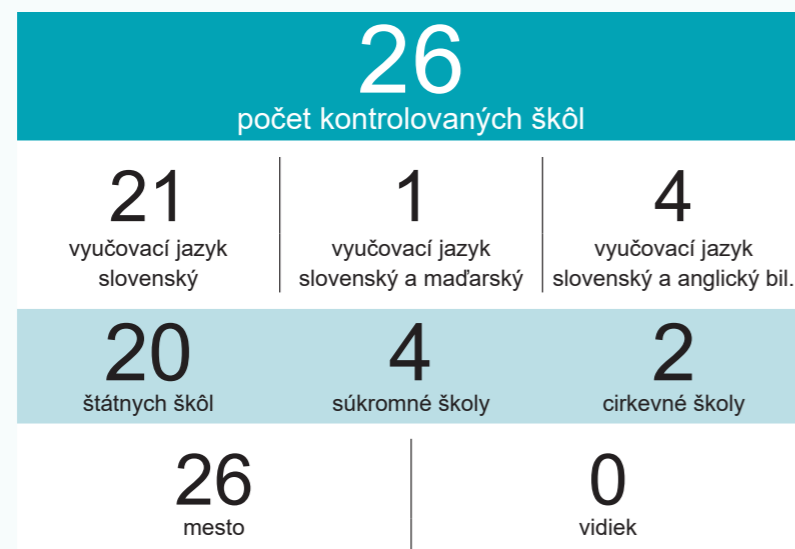 26
počet kontrolovaných škôl
21
vyučovací jazyk
slovenský
1
vyučovací jazyk
slovenský a maďarský
4
vyučovací jazyk
slovenský a anglický bil.
20
štátnych škôl
4
súkromné školy
2
cirkevné školy
26
mesto
0
vidiek